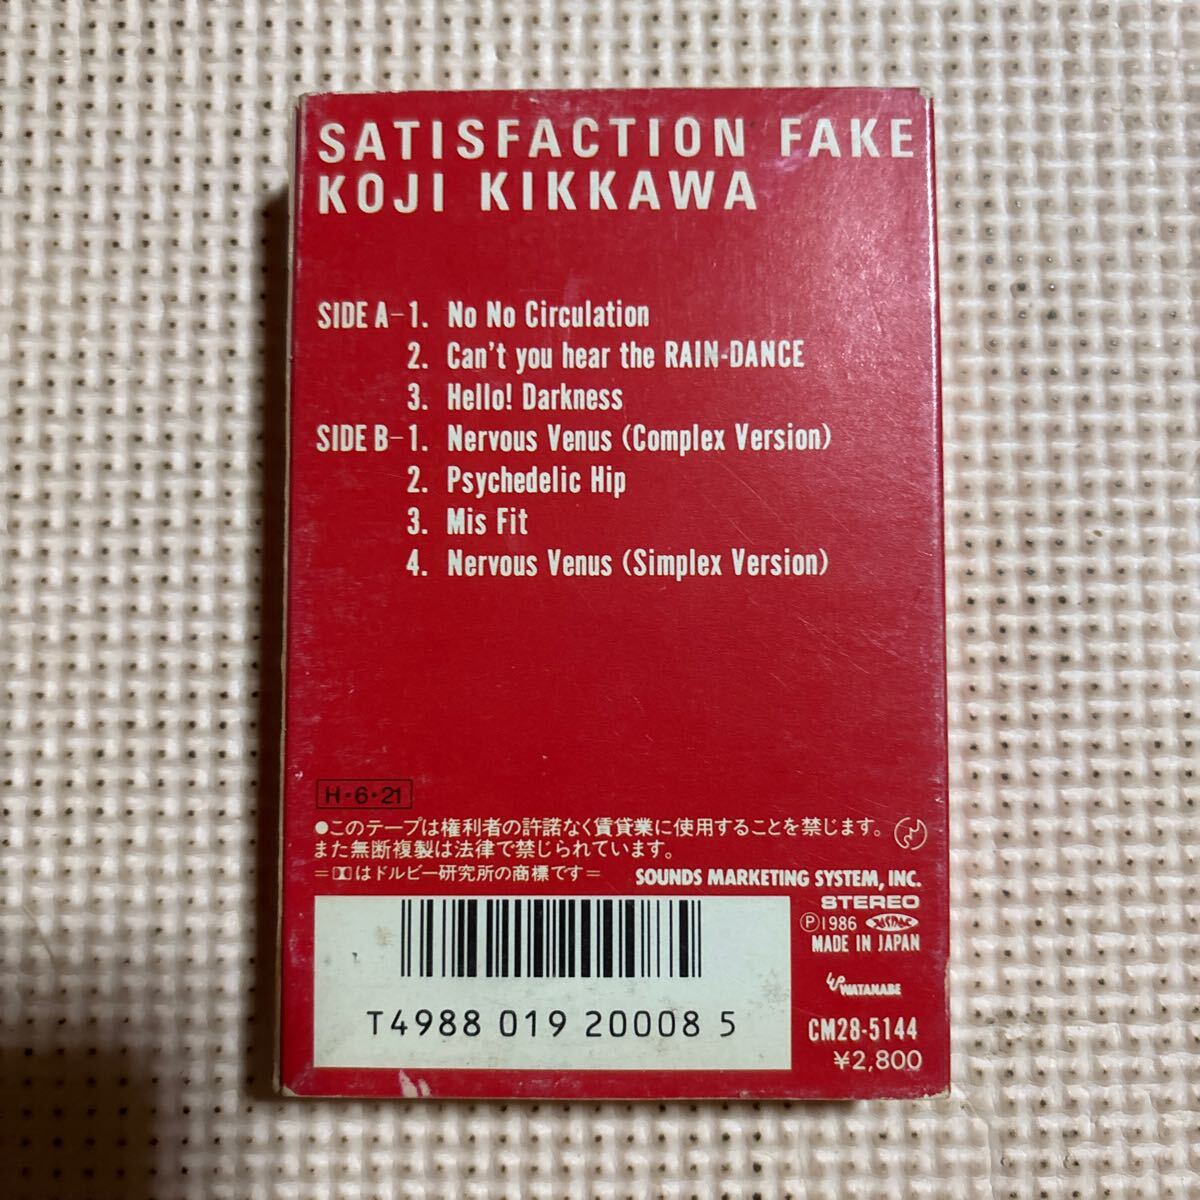 SATISFACTION FAKE
KOJI KIKKAWA
SIDE A-1. No No Circulation
2. Can't you hear the RAIN-DANCE
3. Hello! Darkness
SIDE B-1. Nervous Venus (Complex Version)
2. Psychedelic Hip
3. Mis Fit
4. Nervous Venus (Simplex Version)
H・6・21
●このテープは権利者の許諾なく賃貸業に使用することを禁じます。
また無断複製は法律で禁じられています。
=はドルビー研究所の商標です=
SOUNDS MARKETING SYSTEM, INC.
STEREO
Ⓟ1986
MADE IN JAPAN
WATANABE
T4988 019 20008 5
CM28-5144
¥2,800